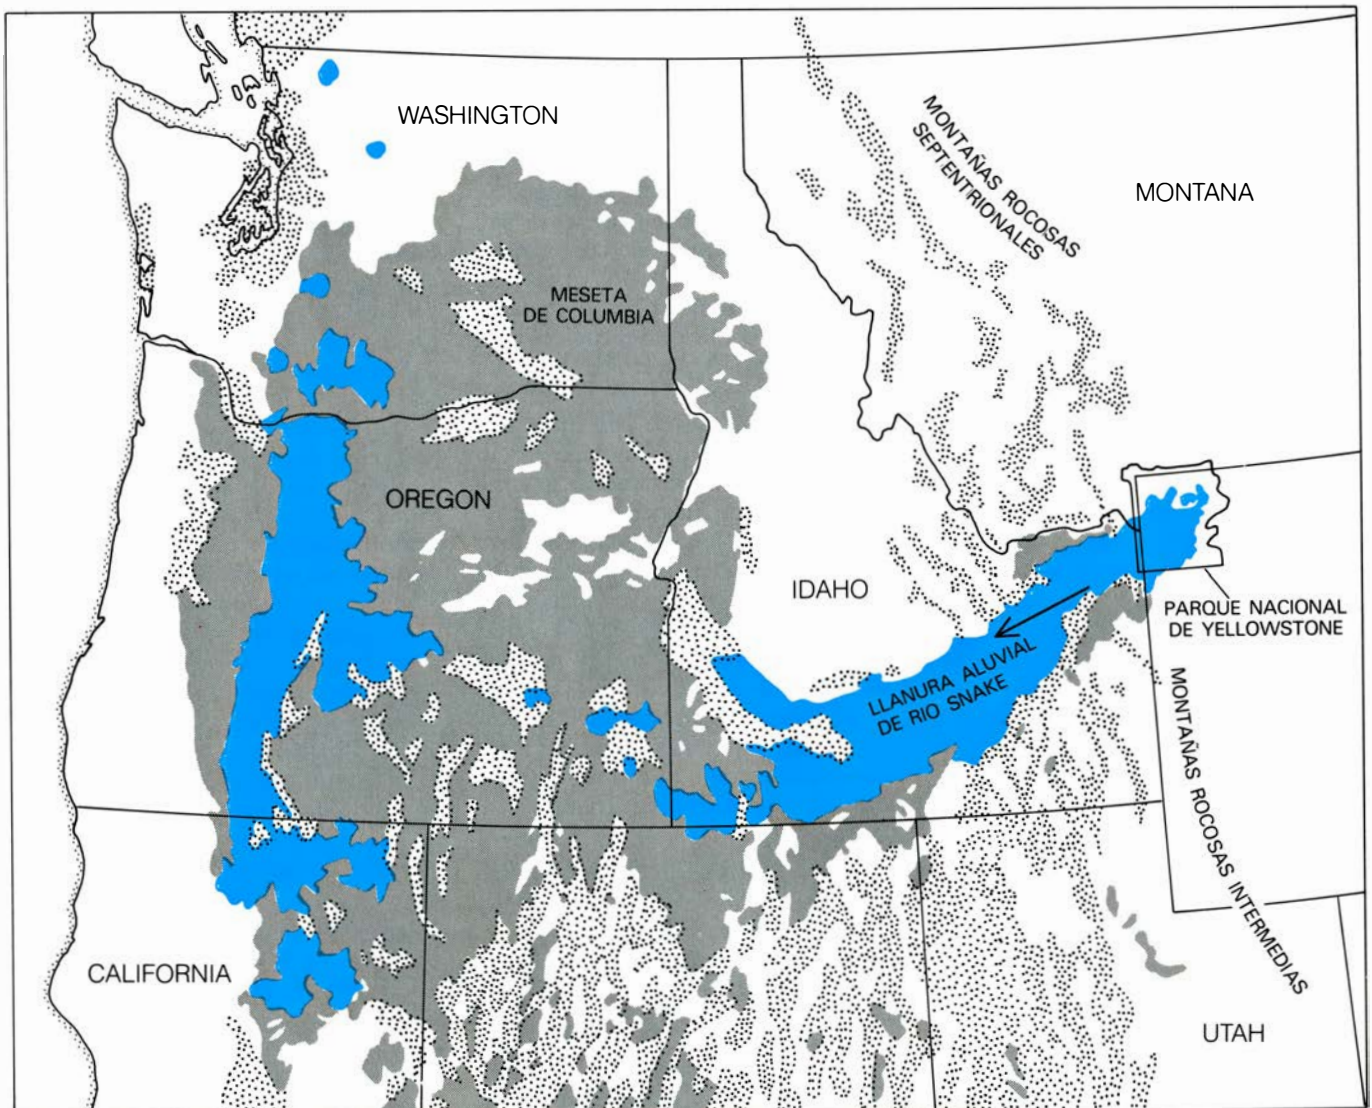 WASHINGTON
MONTAÑAS ROCOSAS
SEPTENTRIONALES
MONTANA
MESETA
DE COLUMBIA
OREGON
IDAHO
PARQUE NACIONAL
DE YELLOWSTONE
LLANURA ALUVIAL
DE RIO SNAKE
MONTAÑAS ROCOSAS INTERMEDIAS
CALIFORNIA
UTAH